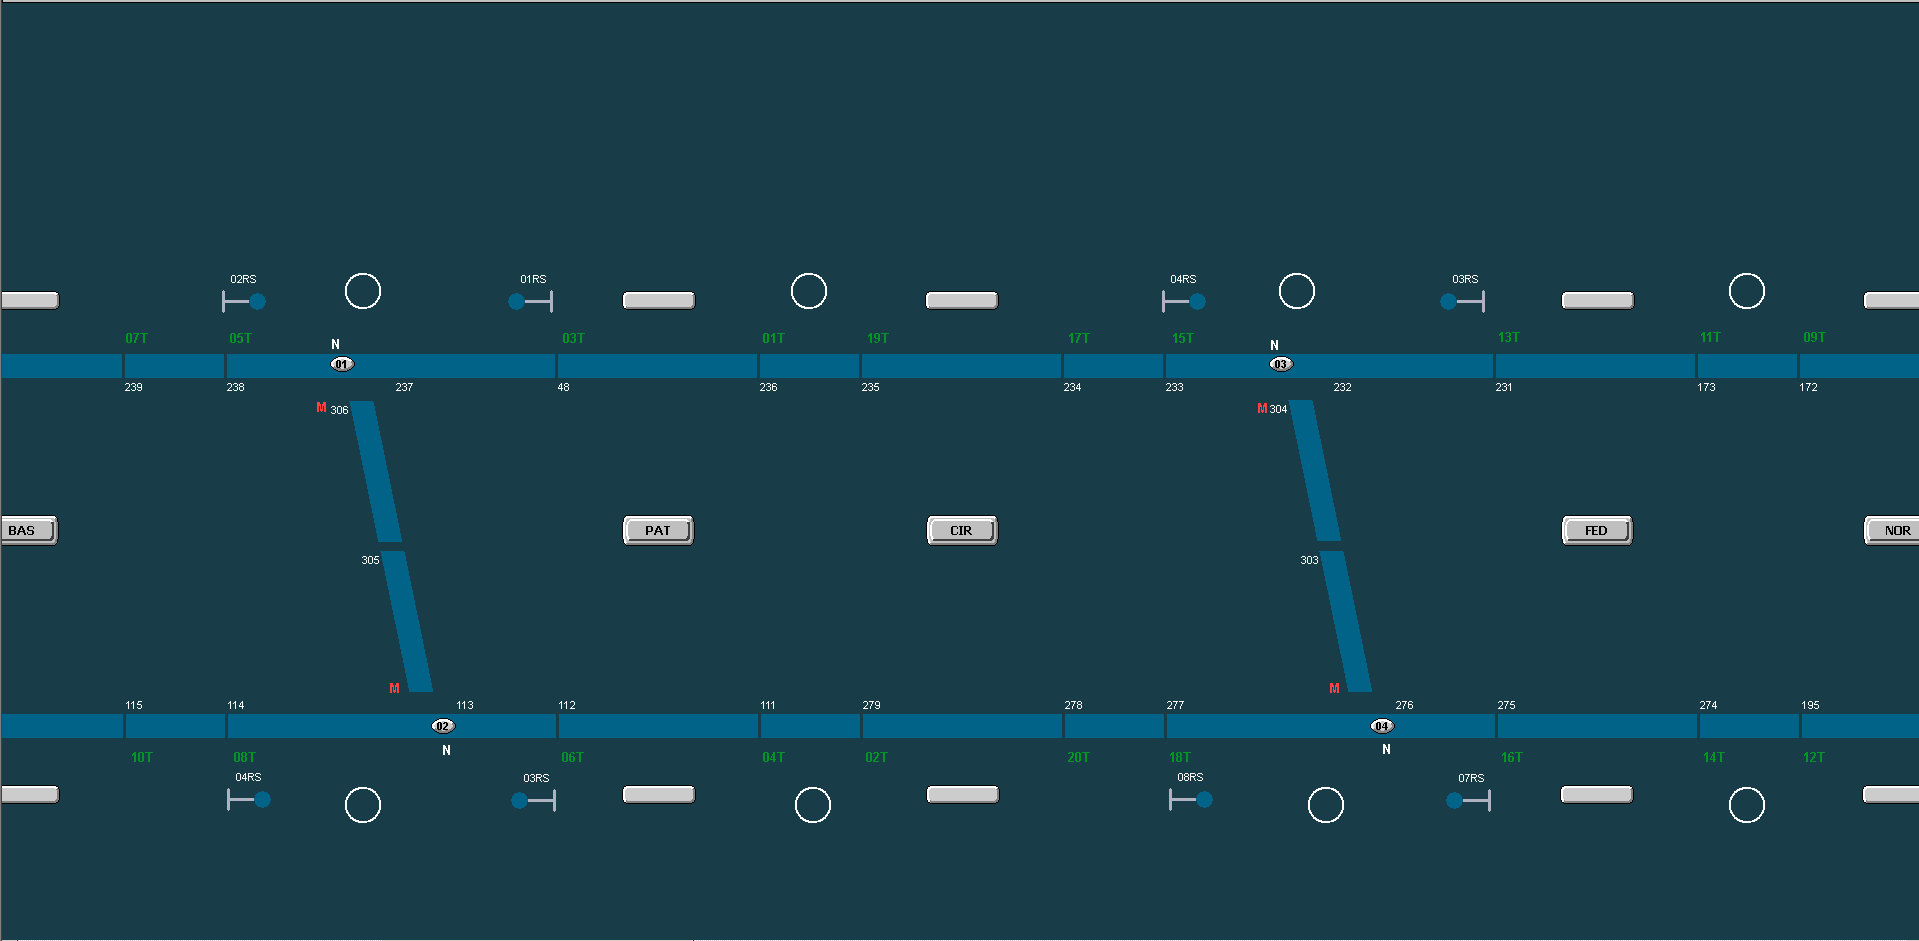 02RS 01RS 04RS 03RS
07T 05T 03T 01T 19T 17T 15T 13T 11T 09T
N N
01 03
239 238 237 48 236 235 234 233 232 231 173 172
M 306 M 304
BAS PAT CIR FED NOR
305 303
M M
115 114 113 112 111 279 278 277 276 275 274 195
02 04
N N
10T 08T 06T 04T 02T 20T 18T 16T 14T 12T
04RS 03RS 08RS 07RS